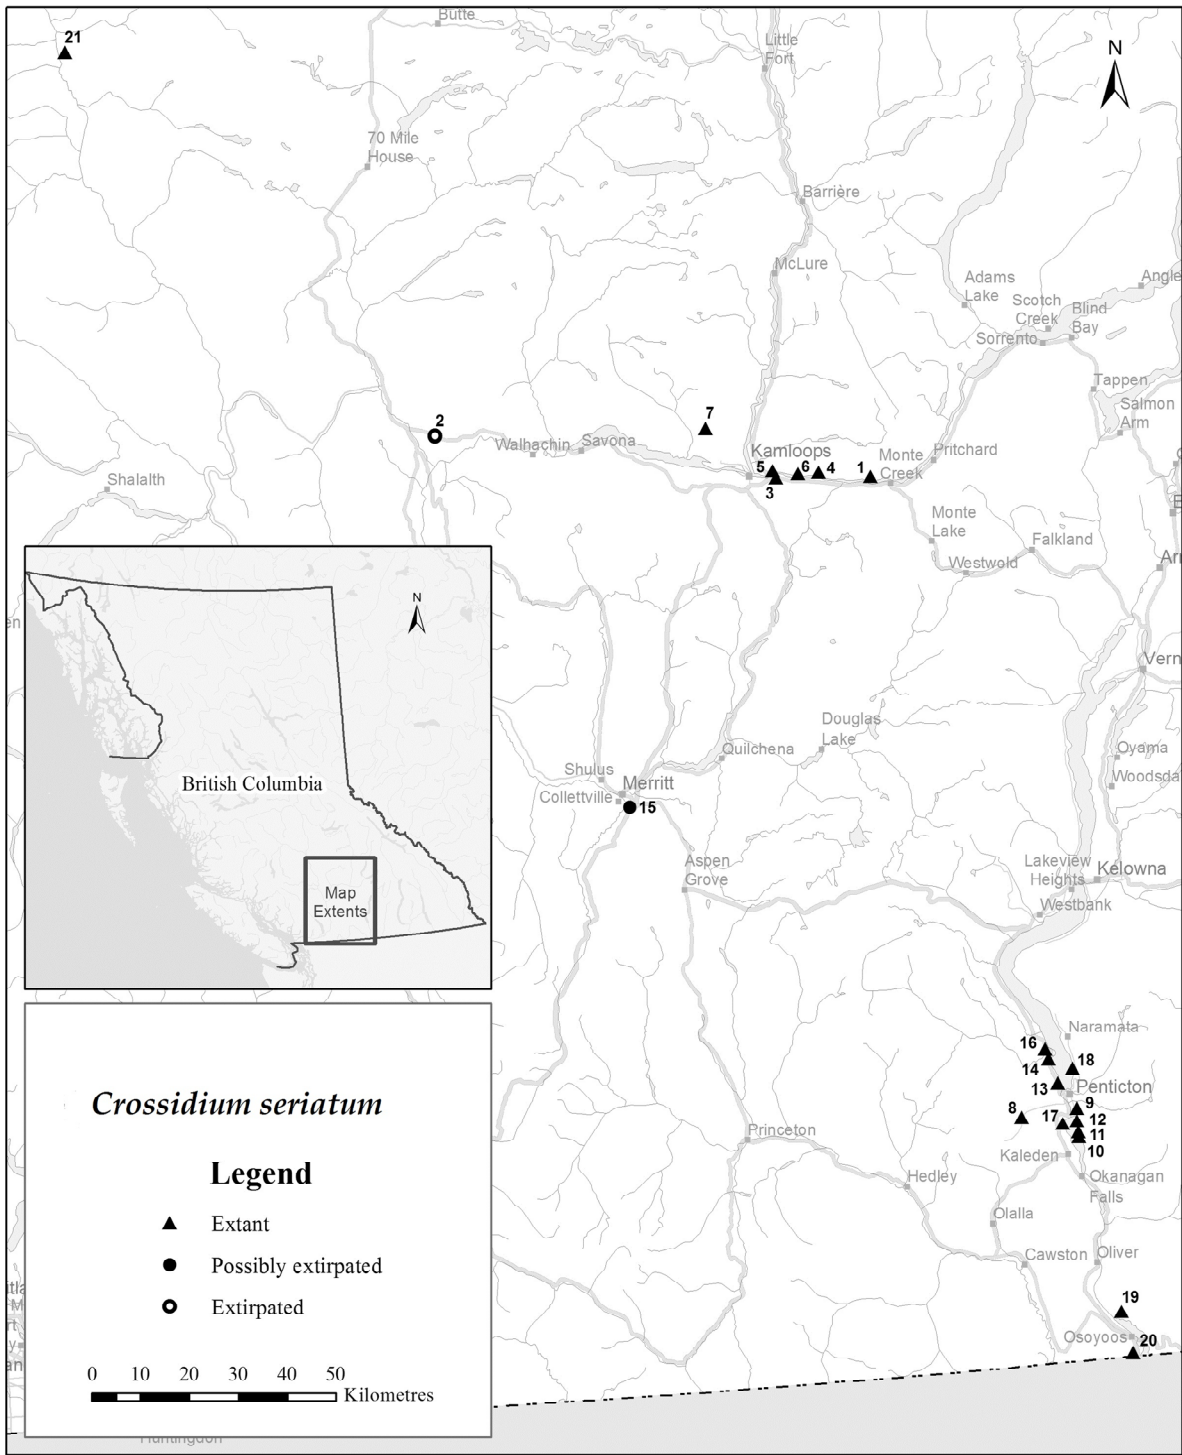 21
Butte
Little
Fort
N
70 Mile
House
Barrière
McLure
Adams
Lake
Angle
Scotch
Creek
Blind
Bay
Sorrento
Tappen
Salmon
Arm
7
2
Walhachin
Savona
Kamloops
5
6
4
1
3
Monte
Creek
Pritchard
Shalalth
Monte
Lake
Falkland
Westwold
Arr
en
N
Vern
British Columbia
Map
Extents
Douglas
Lake
Quilchena
Oyama
Woodsda
Shulus
Merritt
Collettville
15
Aspen
Grove
Lakeview
Heights
Kelowna
Westbank
Naramata
16
14
18
13
Penticton
8
17
9
12
11
10
Princeton
Kaleden
Hedley
Okanagan
Falls
Olalla
Cawston
Oliver
19
Osoyoos
20
Crossidium seriatum
Legend
Extant
Possibly extirpated
Extirpated
0 10 20 30 40 50
Kilometres